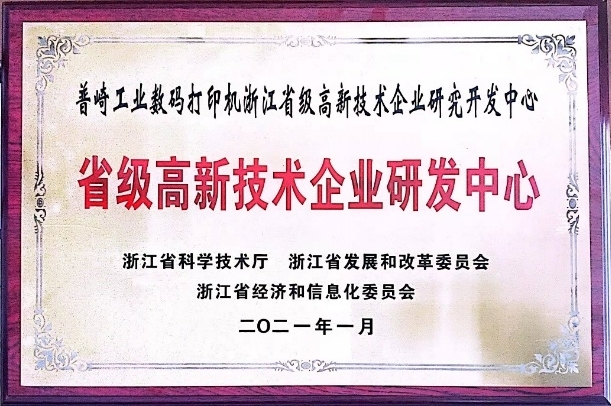 普崎工业数码打印机浙江省级高新技术企业研究开发中心
省级高新技术企业研发中心
浙江省科学技术厅 浙江省发展和改革委员会
浙江省经济和信息化委员会
二〇二一年一月